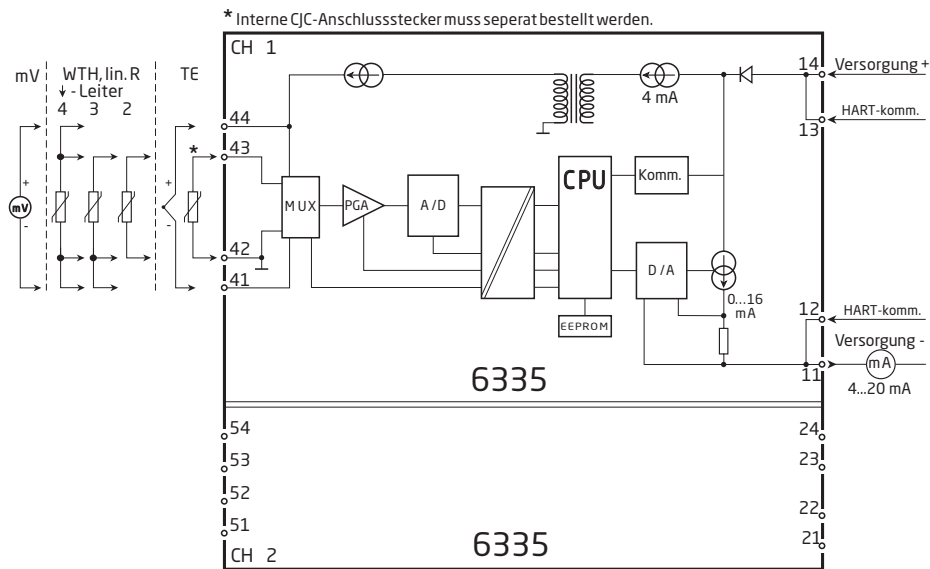 * Interne CJC-Anschlussstecker muss seperat bestellt werden.
CH 1
mV
WTH, lin. R
↓ - Leiter
4 3 2
TE
44
43
*
42
41
+
mV
-
+
-
MUX
PGA
A/D
CPU
Komm.
EEPROM
D/A
4 mA
0...16
mA
14
Versorgung +
13
HART-komm.
12
HART-komm.
Versorgung -
11
mA
4...20 mA
6335
54
53
52
51
24
23
22
21
6335
CH 2